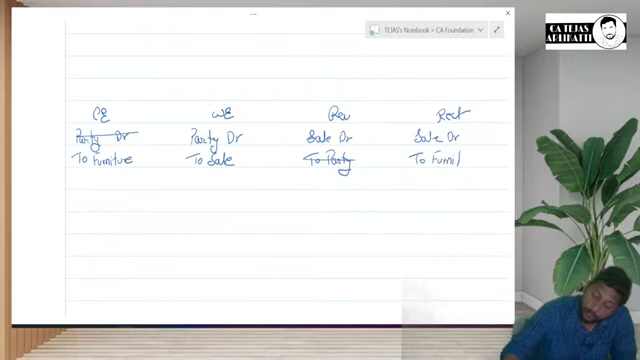 TEJAS's Notebook > CA Foundation
CA TEJAS
ARLIKATTI
CE WE Rev Rect
Party Dr Party Dr Sale Dr Sale Dr
To Furniture To Sale To Party To Furni